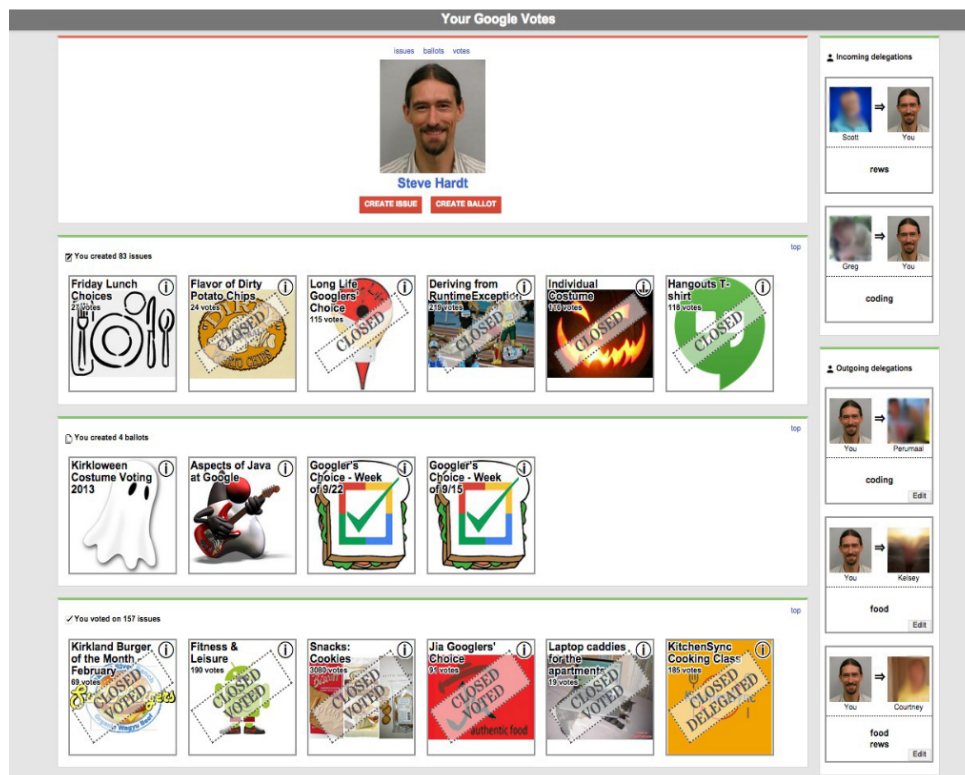 Your Google Votes
issues ballots votes
Steve Hardt
CREATE ISSUE CREATE BALLOT
You created 83 issues
top
Friday Lunch
Choices
Flavor of Dirty
Potato Chips
24 votes
CLOSED
Long Life
Googlers'
Choice
115 votes
CLOSED
Deriving from
RuntimeException
219 votes
CLOSED
Individual
Costume
CLOSED
Hangouts T-
shirt
118 votes
CLOSED
You created 4 ballots
top
Kirkloween
Costume Voting
2013
Aspects of Java
at Google
Googler's
Choice - Week
of 9/22
Googler's
Choice - Week
of 9/15
You voted on 157 issues
top
Kirkland Burger
of the Month -
February
69 votes
CLOSED
VOTED
Fitness &
Leisure
190 votes
CLOSED
VOTED
Snacks:
Cookies
3080 votes
CLOSED
VOTED
Jia Googlers'
Choice
91 votes
CLOSED
VOTED
authentic food
Laptop caddies
for the
apartments
19 votes
CLOSED
VOTED
KitchenSync
Cooking Class
185 votes
CLOSED
DELEGATED
Incoming delegations
Scott You
rews
Greg You
coding
Outgoing delegations
You Perumaal
coding
Edit
You Kelsey
food
Edit
You Courtney
food
rews
Edit